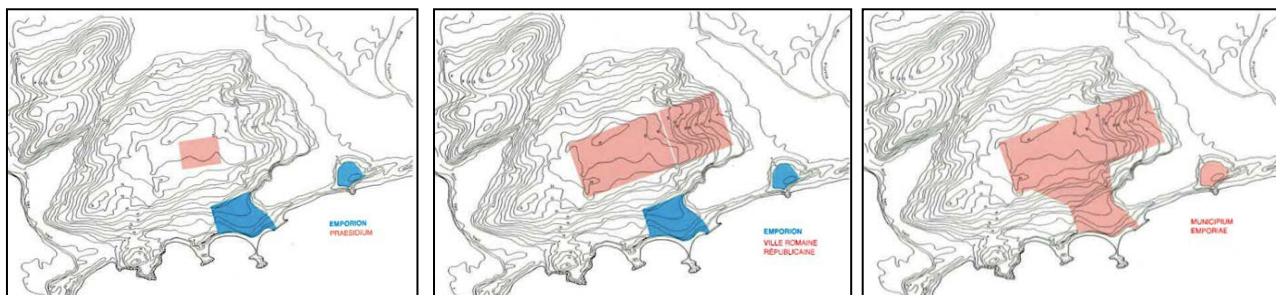 EMPORION
PRAESIDIUM
EMPORION
VILLE ROMAINE
RÉPUBLICAINE
MUNICIPIUM
EMPORIAE